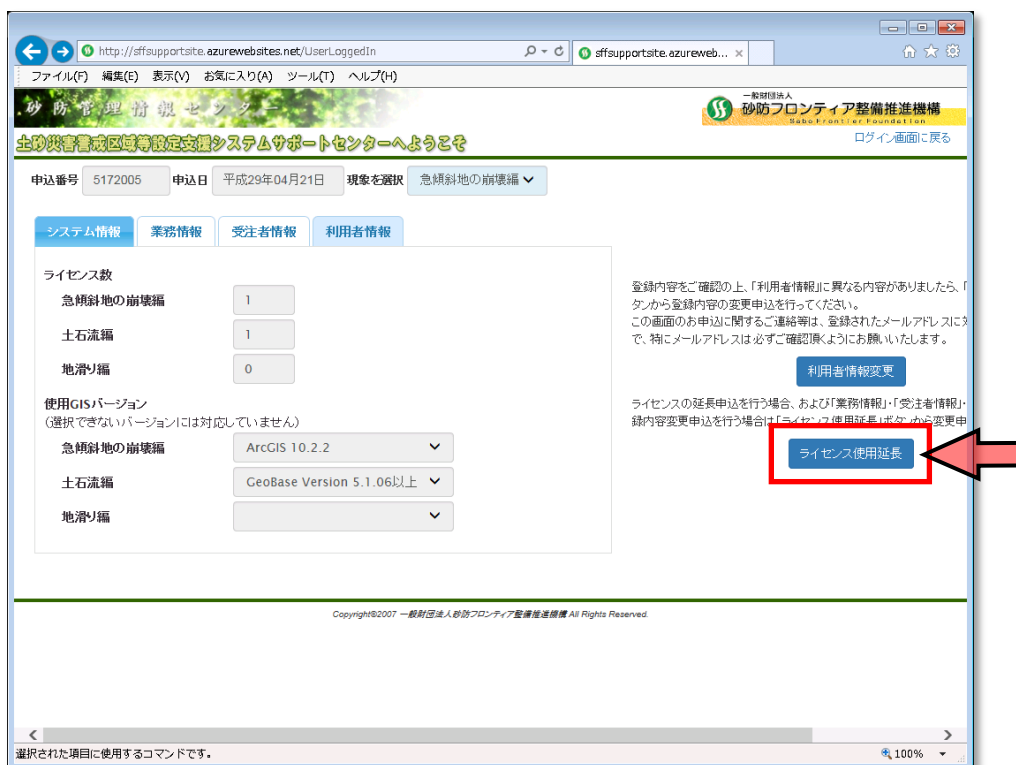 http://sffsupportsite.azurewebsites.net/UserLoggedIn
sffsupportsite.azureweb...
ファイル(F) 編集(E) 表示(V) お気に入り(A) ツール(T) ヘルプ(H)
砂防管理情報センター
一般財団法人
砂防フロンティア整備推進機構
Sabo Frontier Foundation
土砂災害警戒区域等設定支援システムサポートセンターへようこそ
ログイン画面に戻る
申込番号 5172005 申込日 平成29年04月21日 現象を選択 急傾斜地の崩壊編
システム情報 業務情報 受注者情報 利用者情報
ライセンス数
急傾斜地の崩壊編 1
土石流編 1
地滑り編 0
使用GISバージョン
(選択できないバージョンには対応していません)
急傾斜地の崩壊編 ArcGIS 10.2.2
土石流編 GeoBase Version 5.1.06以上
地滑り編
登録内容をご確認の上、「利用者情報」に異なる内容がありましたら、「
タンから登録内容の変更申込を行ってください。
この画面のお申込に関するご連絡等は、登録されたメールアドレスに
で、特にメールアドレスは必ずご確認頂くようにお願いいたします。
利用者情報変更
ライセンスの延長申込を行う場合、および「業務情報」・「受注者情報」・
録内容変更申込を行う場合は「ライセンス使用延長」ボタンから変更申
ライセンス使用延長
Copyright©2007 一般財団法人砂防フロンティア整備推進機構 All Rights Reserved.
選択された項目に使用するコマンドです。
100%